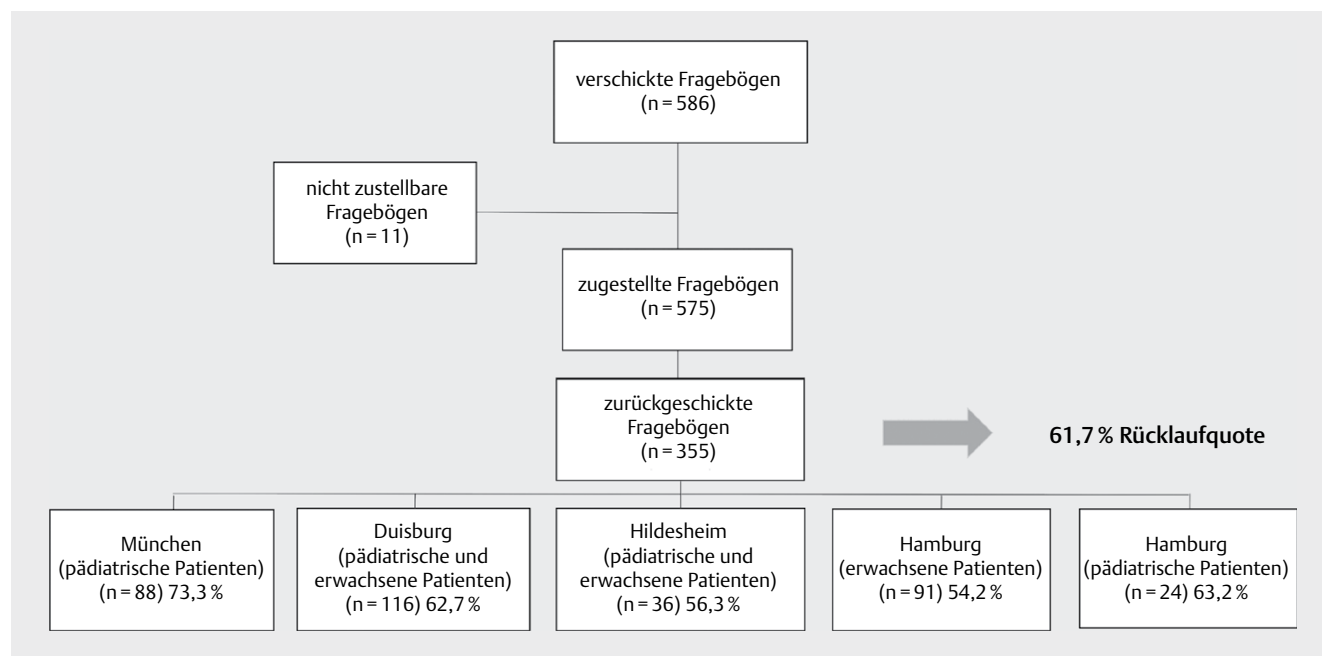 verschickte Fragebögen
(n = 586)
nicht zustellbare
Fragebögen
(n = 11)
zugestellte Fragebögen
(n = 575)
zurückgeschickte
Fragebögen
(n = 355)
61,7 % Rücklaufquote
München
(pädiatrische Patienten)
(n = 88) 73,3 %
Duisburg
(pädiatrische und
erwachsene Patienten)
(n = 116) 62,7 %
Hildesheim
(pädiatrische und
erwachsene Patienten)
(n = 36) 56,3 %
Hamburg
(erwachsene Patienten)
(n = 91) 54,2 %
Hamburg
(pädiatrische Patienten)
(n = 24) 63,2 %